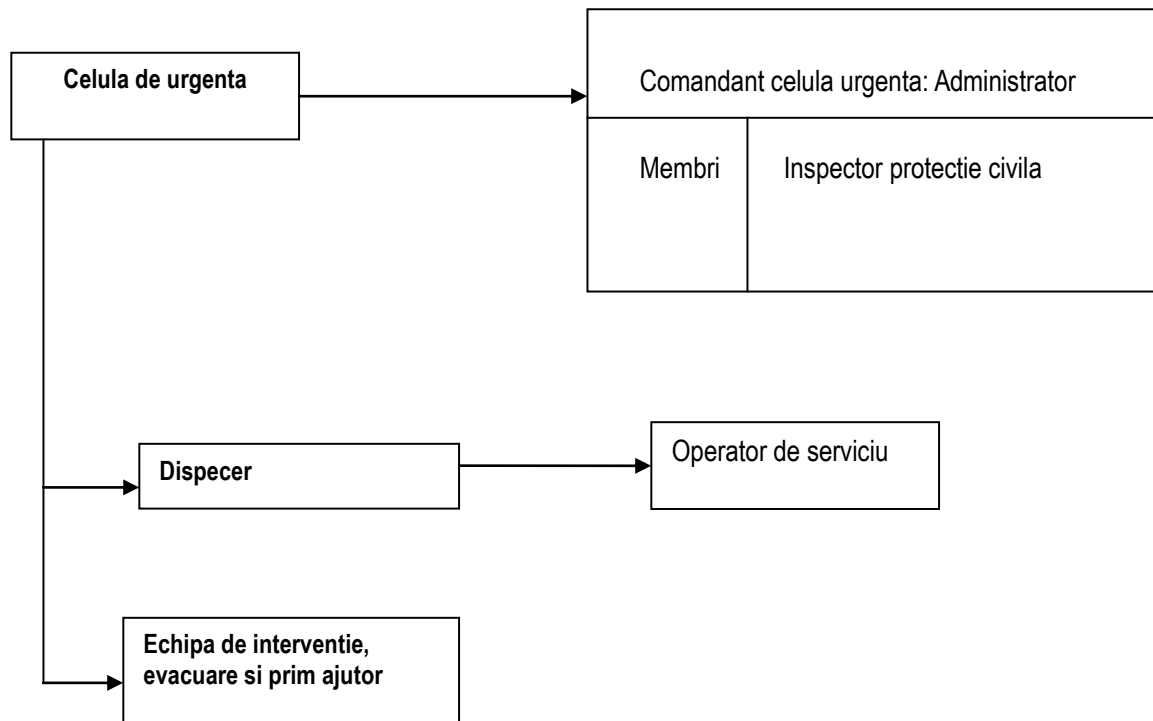 Celula de urgenta
Comandant celula urgenta: Administrator
Membri
Inspector protectie civila
Dispecer
Operator de serviciu
Echipa de interventie,
evacuare si prim ajutor